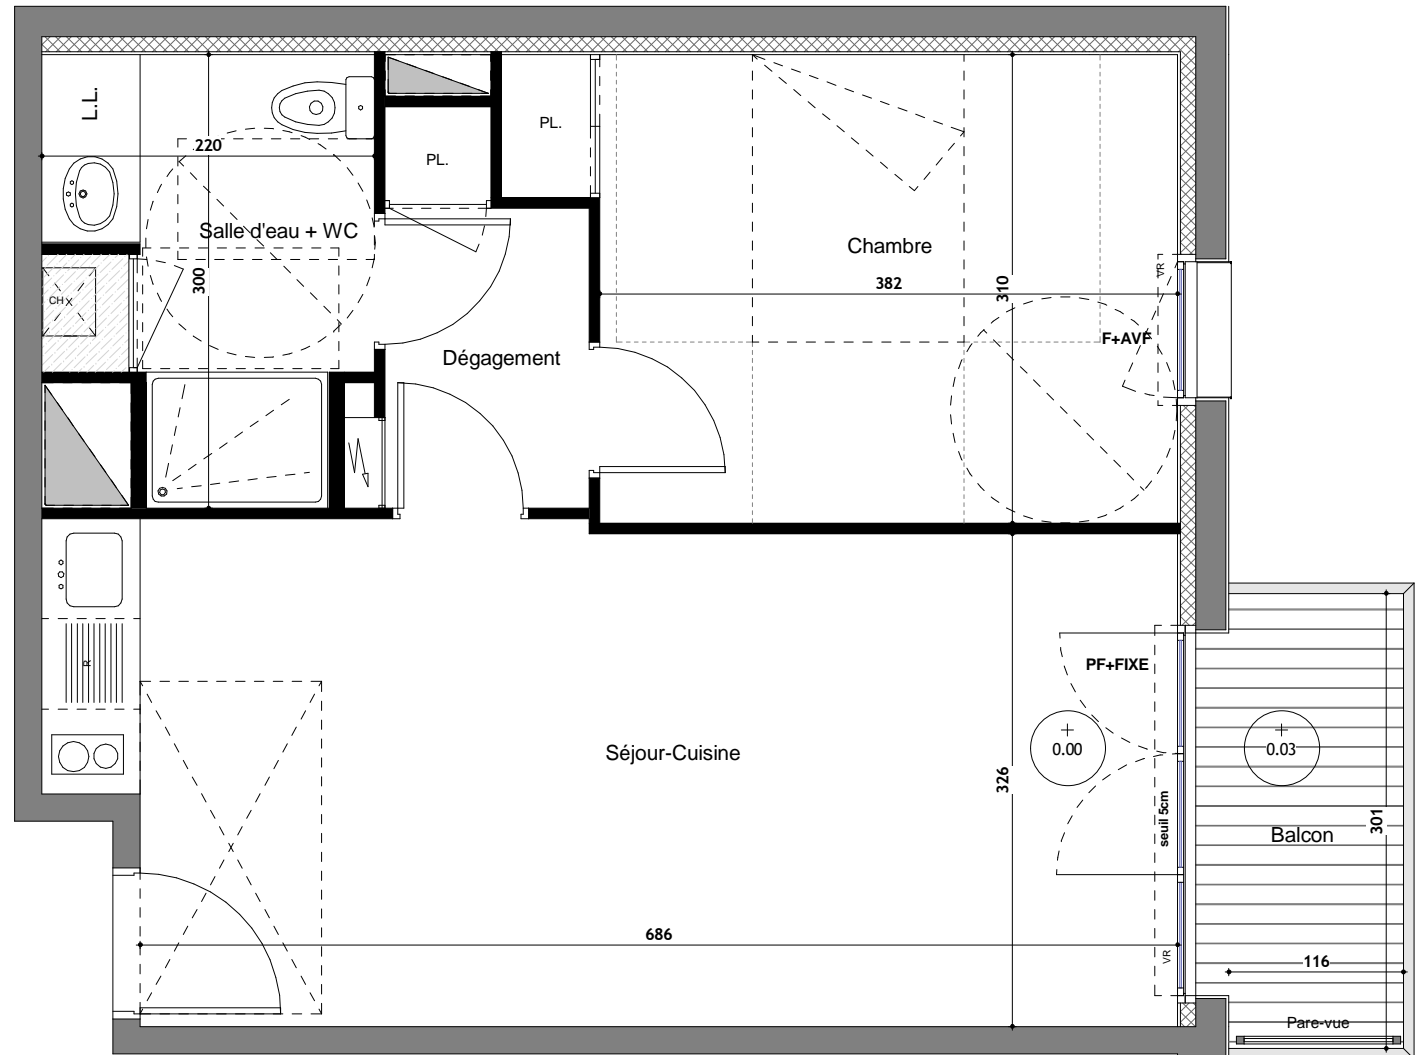 L.L.
PL.
PL.
220
Salle d'eau + WC
300
CH
Chambre
382
310
VR
F+AVF
Dégagement
R
PF+FIXE
0.00
0.03
Séjour-Cuisine
326
seuil 5cm
301
Balcon
686
VR
116
Pare-vue